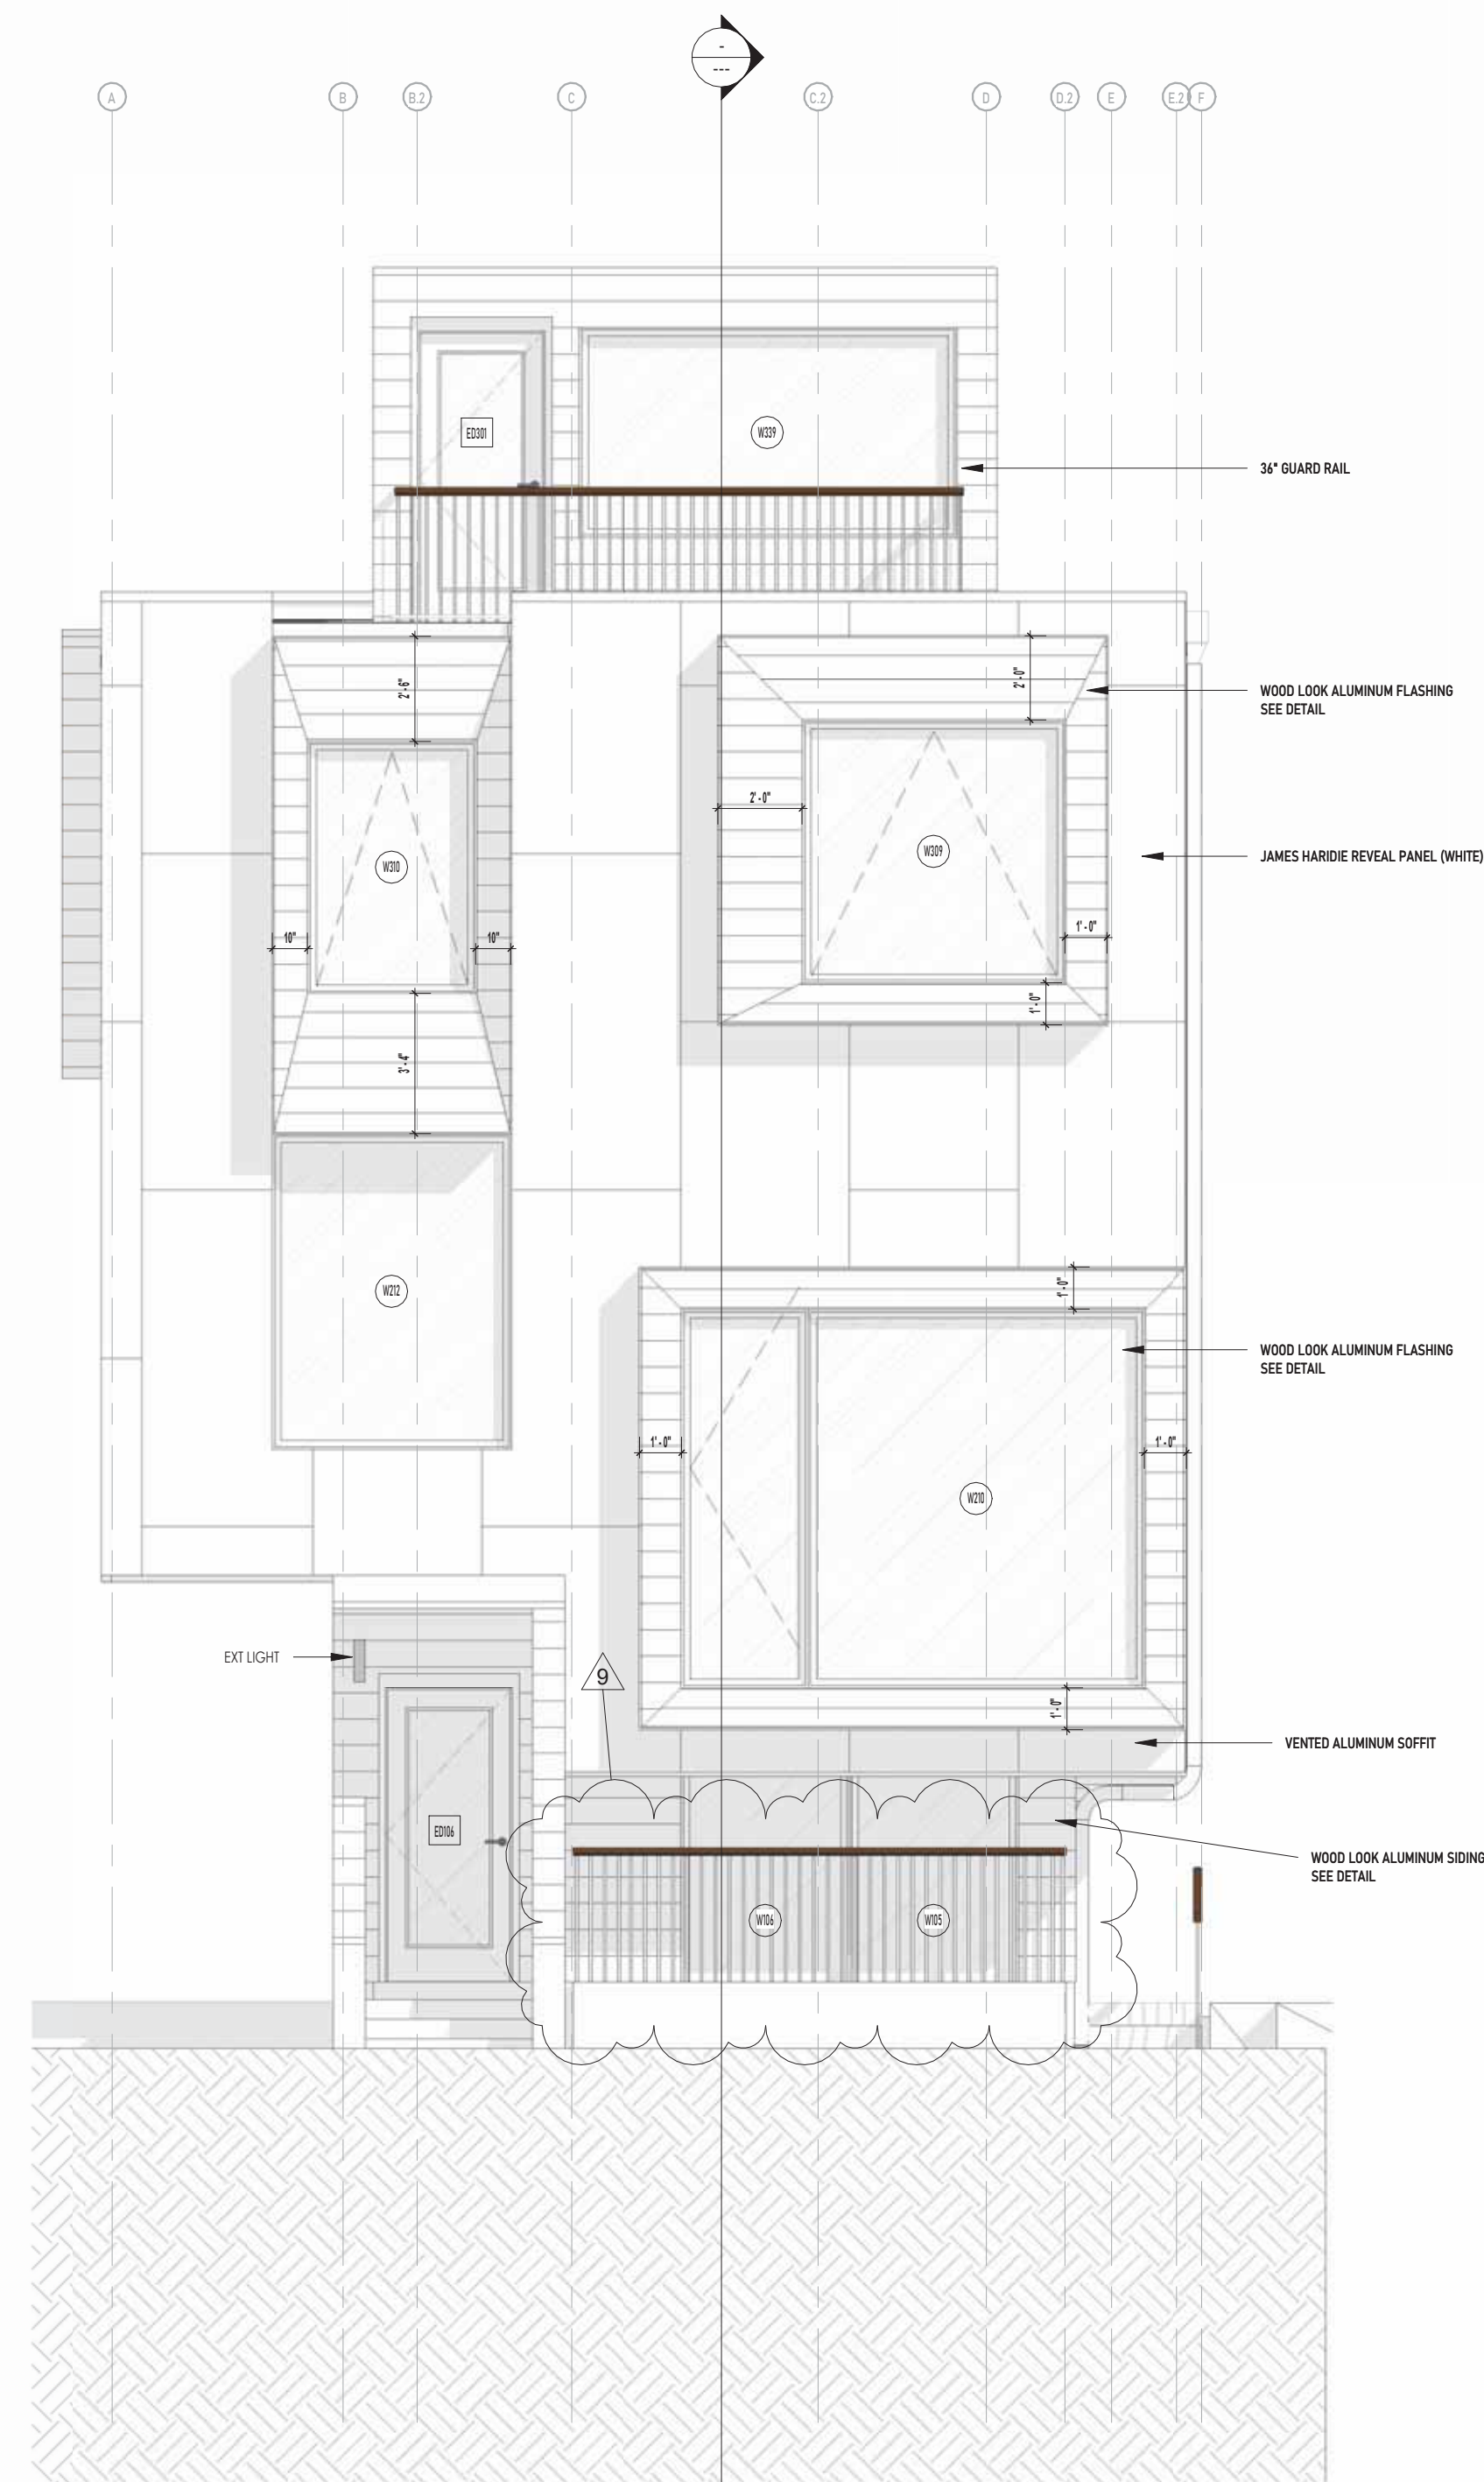 -
---
A B B.2 C C.2 D D.2 E E.2 F
ED301
W339
36" GUARD RAIL
2'-6"
2'-0"
WOOD LOOK ALUMINUM FLASHING
SEE DETAIL
2'-0"
W310
W309
JAMES HARIDIE REVEAL PANEL (WHITE)
10"
10"
1'-0"
1'-0"
3'-4"
W212
1'-0"
WOOD LOOK ALUMINUM FLASHING
SEE DETAIL
1'-0"
1'-0"
W210
EXT LIGHT
9
1'-0"
VENTED ALUMINUM SOFFIT
ED106
WOOD LOOK ALUMINUM SIDING
SEE DETAIL
W106
W105